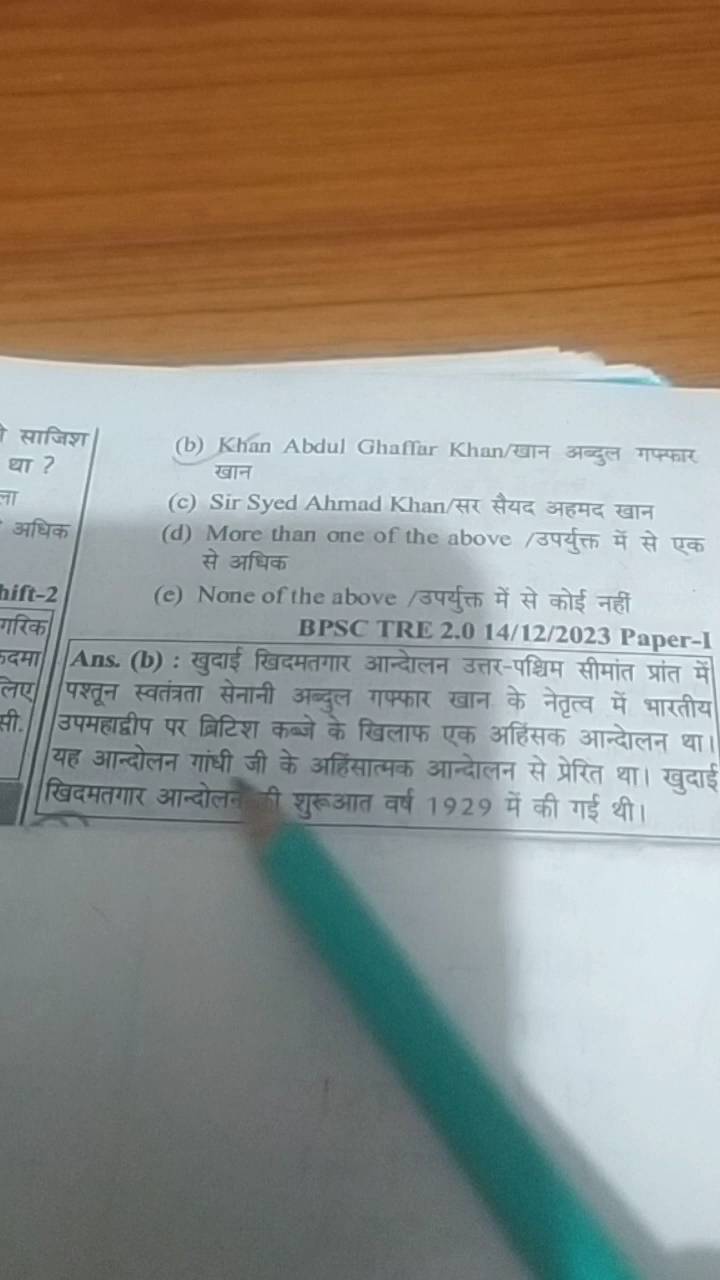 साजिश
था ?
अधिक
hift-2
(b) Khan Abdul Ghaffar Khan/खान अब्दुल गफ्फार
खान
(c) Sir Syed Ahmad Khan/सर सैयद अहमद खान
(d) More than one of the above /उपर्युक्त में से एक
से अधिक
(e) None of the above /उपर्युक्त में से कोई नहीं
BPSC TRE 2.0 14/12/2023 Paper-I
Ans. (b) : खुदाई खिदमतगार आन्दोलन उत्तर-पश्चिम सीमांत प्रांत में
पश्तून स्वतंत्रता सेनानी अब्दुल गफ्फार खान के नेतृत्व में भारतीय
उपमहाद्वीप पर ब्रिटिश कब्जे के खिलाफ एक अहिंसक आन्दोलन था।
यह आन्दोलन गांधी जी के अहिंसात्मक आन्दोलन से प्रेरित था। खुदाई
खिदमतगार आन्दोलन की शुरूआत वर्ष 1929 में की गई थी।